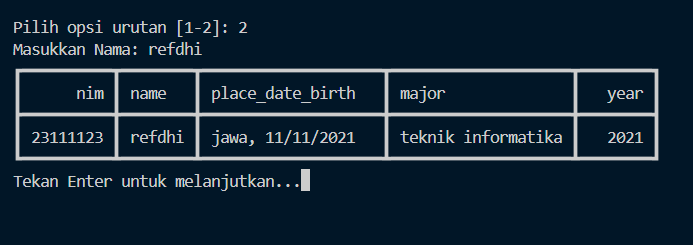 Pilih opsi urutan [1-2]: 2
Masukkan Nama: refdhi
nim name place_date_birth major year
23111123 refdhi jawa, 11/11/2021 teknik informatika 2021
Tekan Enter untuk melanjutkan...